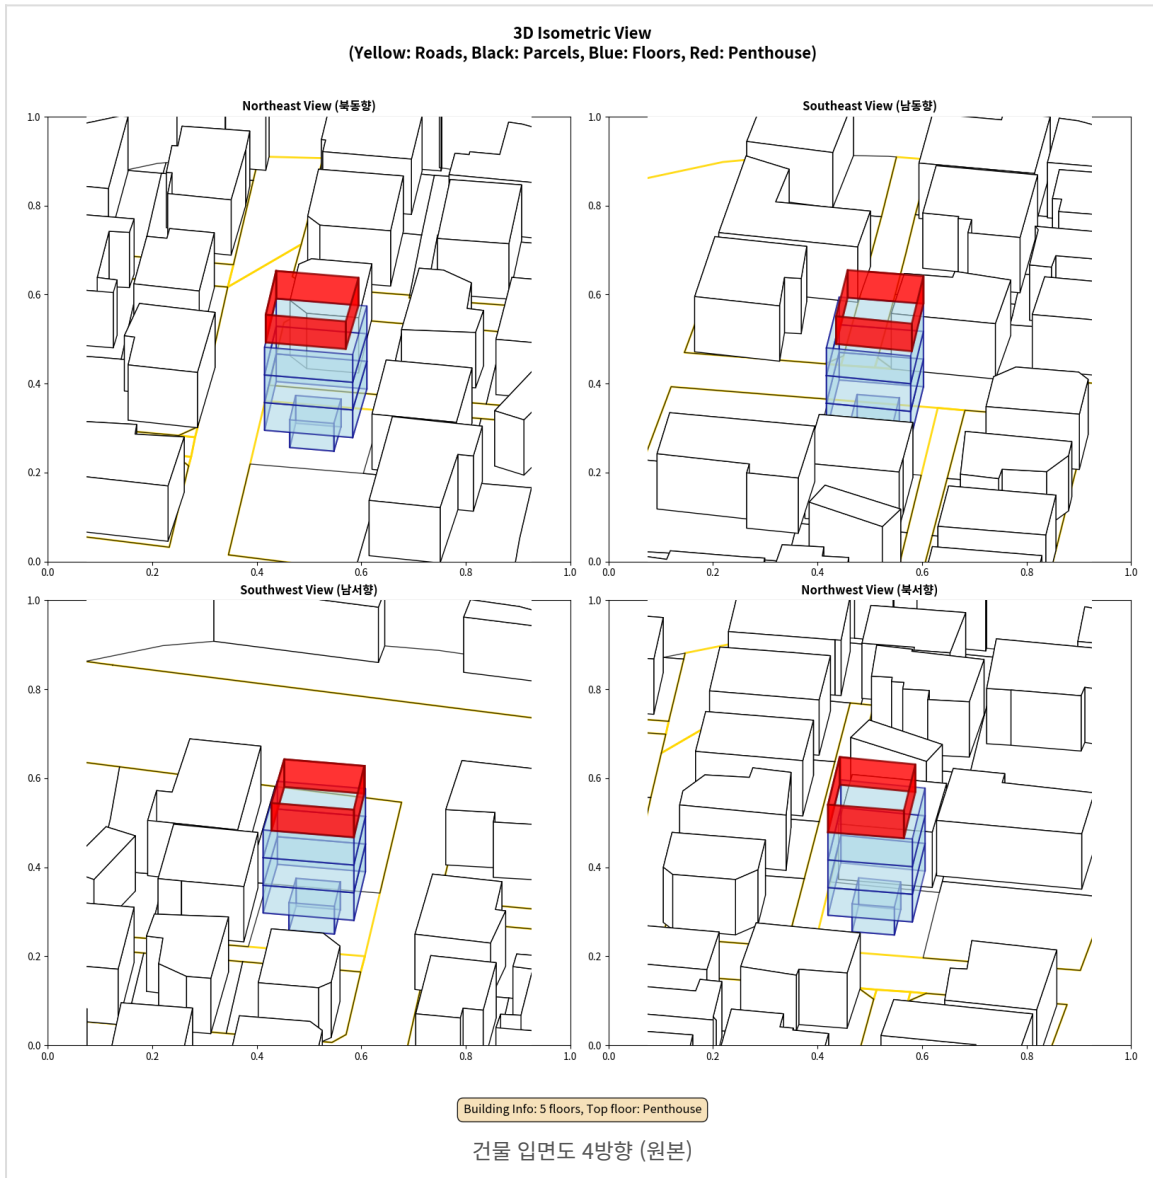 3D Isometric View
(Yellow: Roads, Black: Parcels, Blue: Floors, Red: Penthouse)
Northeast View (북동향)
1.0
0.8
0.6
0.4
0.2
0.0
0.0 0.2 0.4 0.6 0.8 1.0
Southeast View (남동향)
1.0
0.8
0.6
0.4
0.2
0.0
0.0 0.2 0.4 0.6 0.8 1.0
Southwest View (남서향)
1.0
0.8
0.6
0.4
0.2
0.0
0.0 0.2 0.4 0.6 0.8 1.0
Northwest View (북서향)
1.0
0.8
0.6
0.4
0.2
0.0
0.0 0.2 0.4 0.6 0.8 1.0
Building Info: 5 floors, Top floor: Penthouse
건물 입면도 4방향 (원본)